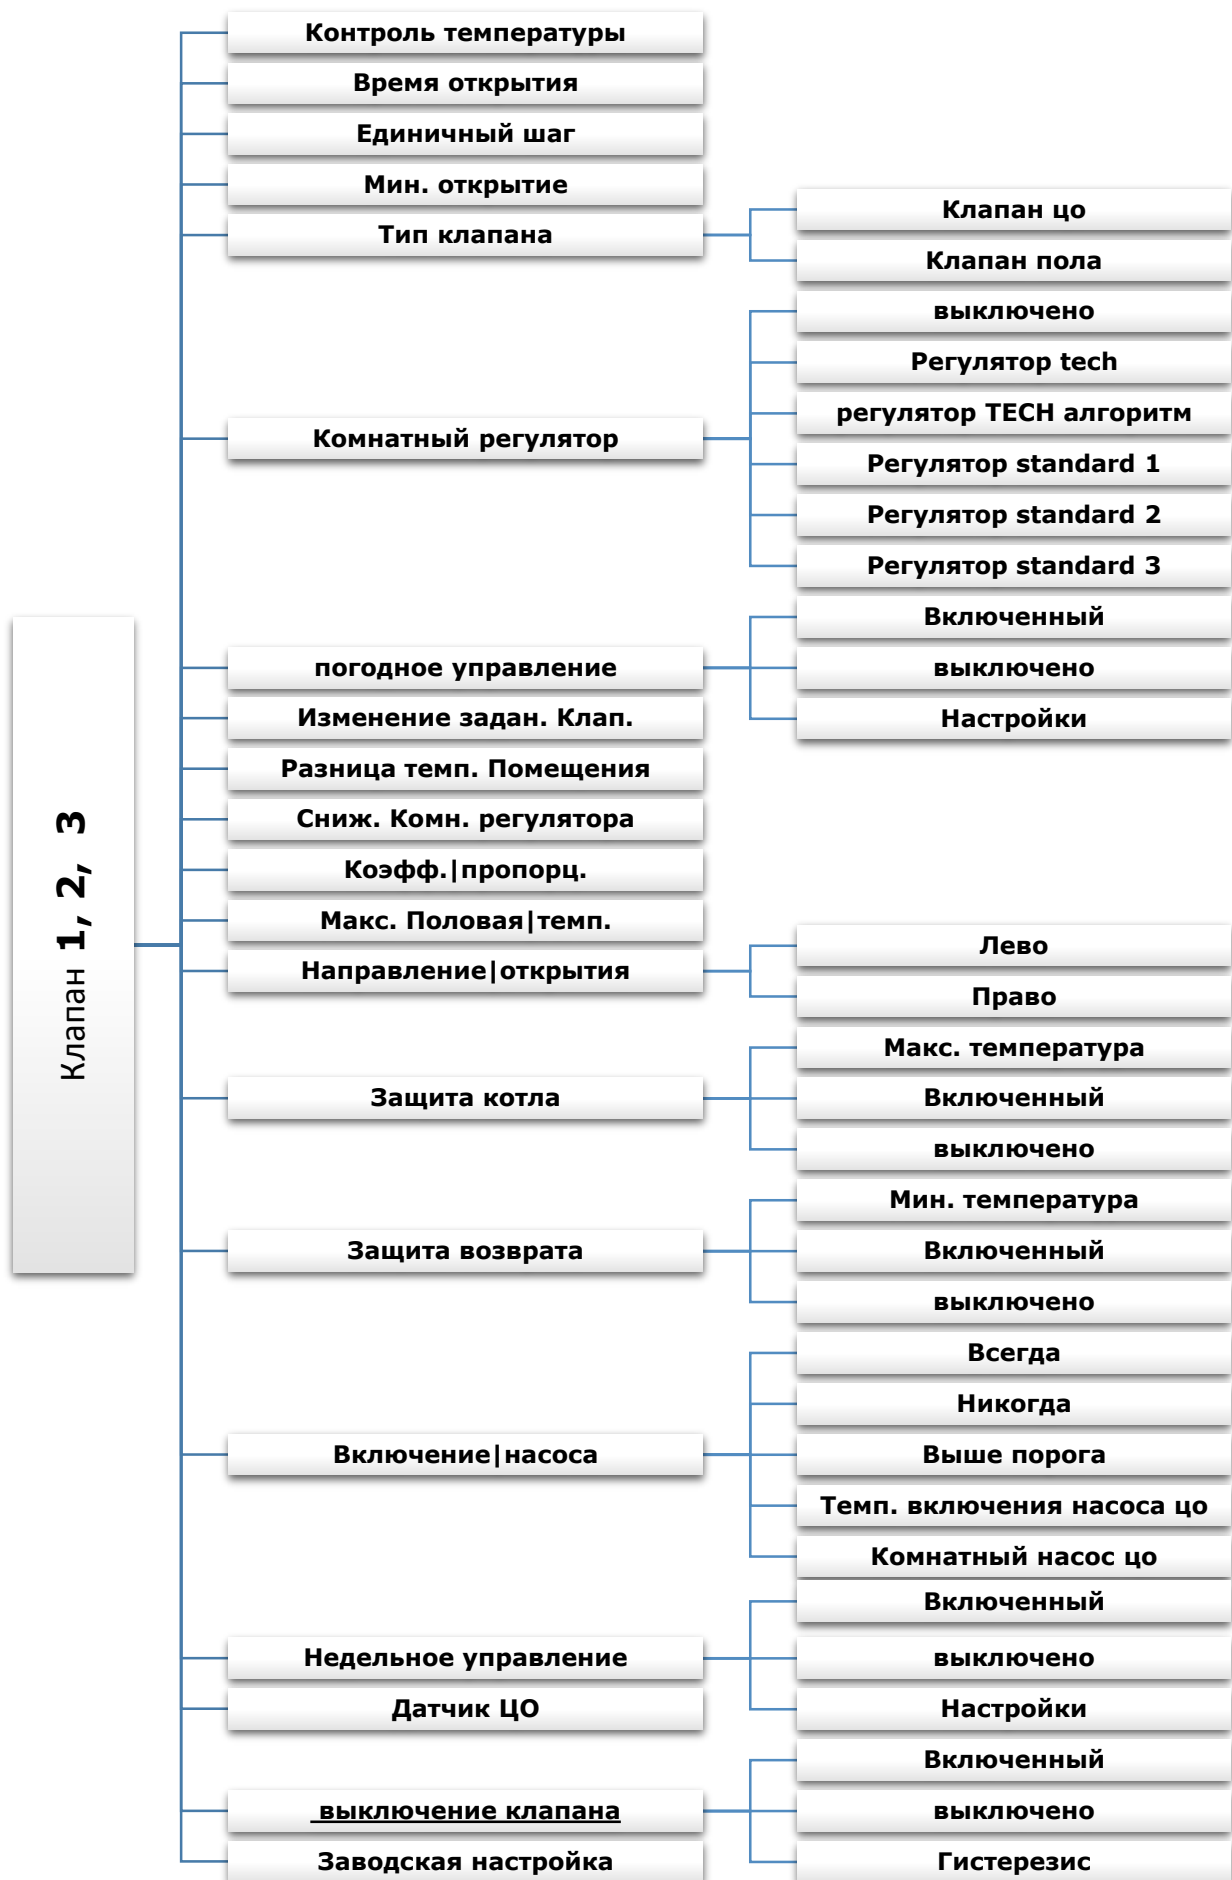 Клапан 1, 2, 3
Контроль температуры
Время открытия
Единичный шаг
Мин. открытие
Тип клапана
Клапан цо
Клапан пола
Комнатный регулятор
выключено
Регулятор tech
регулятор TECH алгоритм
Регулятор standard 1
Регулятор standard 2
Регулятор standard 3
погодное управление
Включенный
выключено
Настройки
Изменение задан. Клап.
Разница темп. Помещения
Сниж. Комн. регулятора
Коэфф.|пропорц.
Макс. Половая|темп.
Направление|открытия
Лево
Право
Защита котла
Макс. температура
Включенный
выключено
Защита возврата
Мин. температура
Включенный
выключено
Включение|насоса
Всегда
Никогда
Выше порога
Темп. включения насоса цо
Комнатный насос цо
Недельное управление
Включенный
выключено
Настройки
Датчик ЦО
выключение клапана
Включенный
выключено
Гистерезис
Заводская настройка